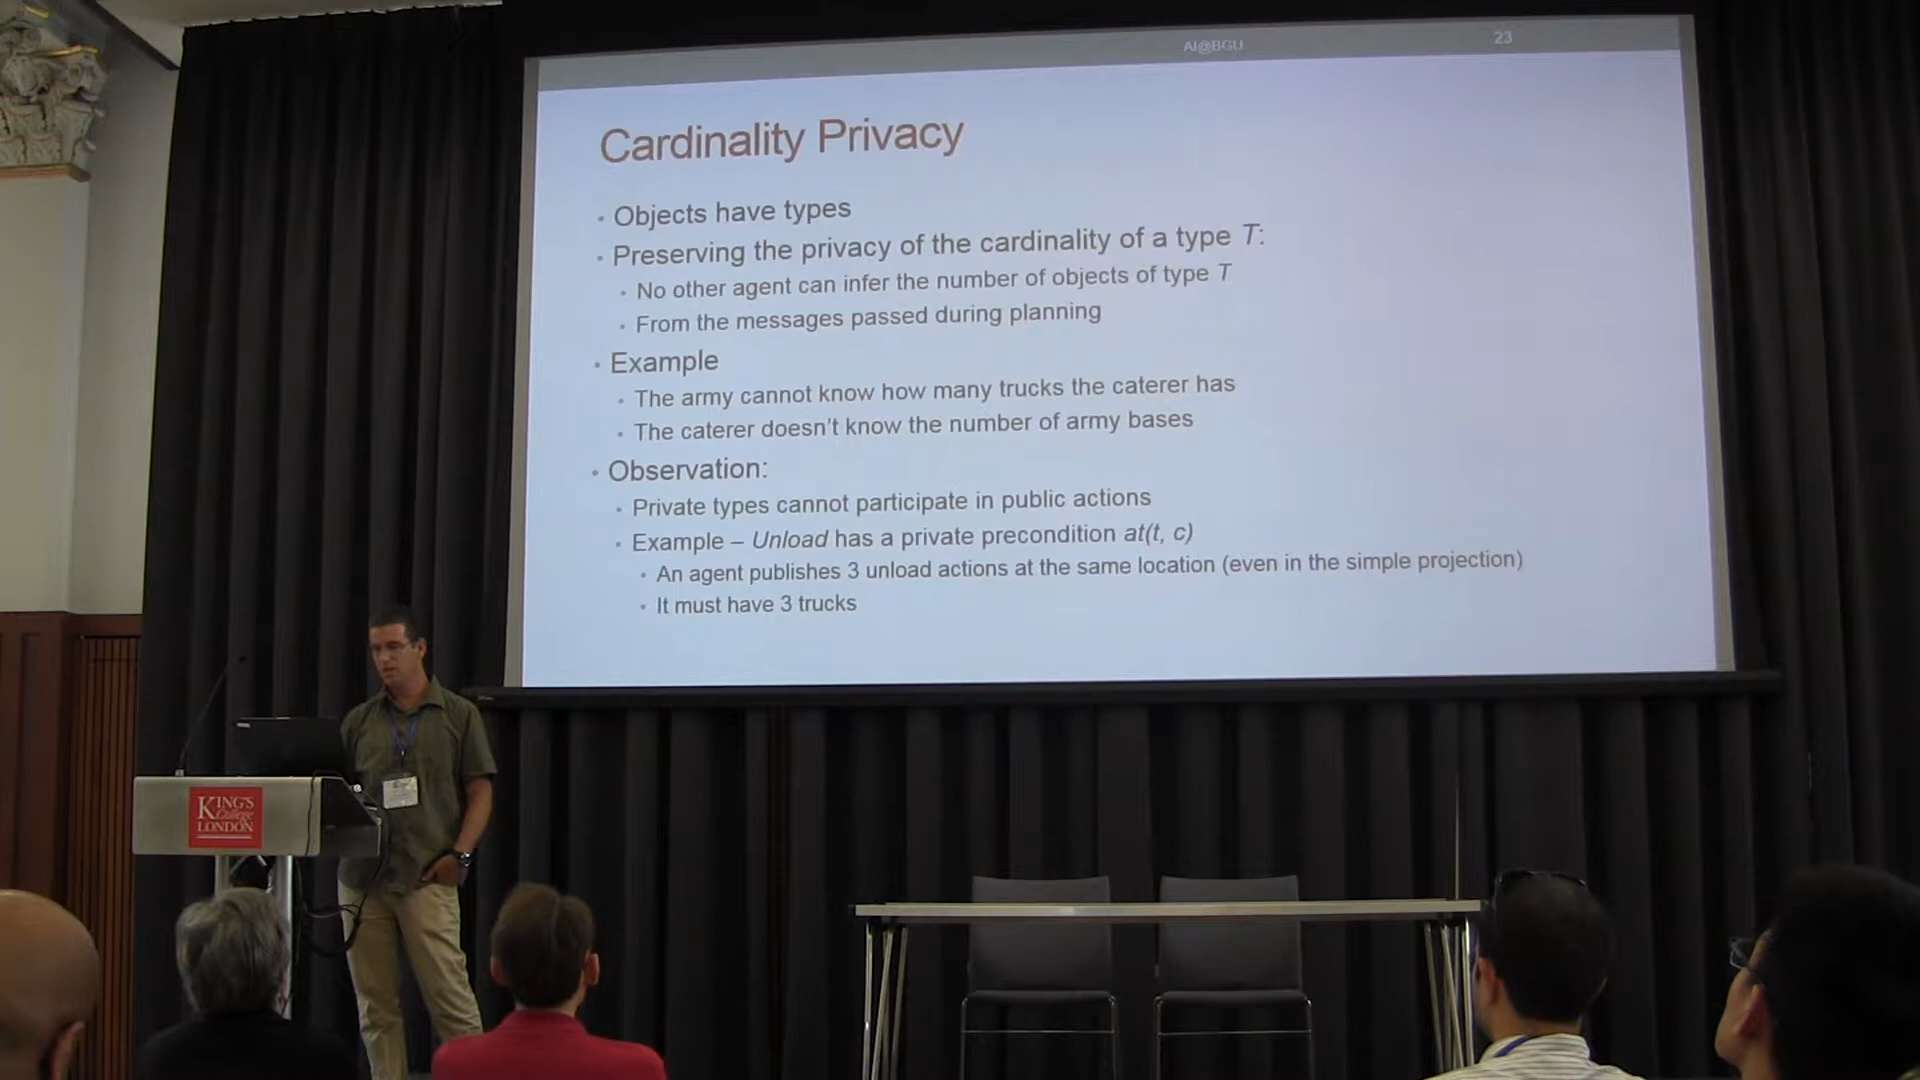 AI@BGU
23
Cardinality Privacy
Objects have types
Preserving the privacy of the cardinality of a type T:
No other agent can infer the number of objects of type T
From the messages passed during planning
Example
The army cannot know how many trucks the caterer has
The caterer doesn't know the number of army bases
Observation:
Private types cannot participate in public actions
Example – Unload has a private precondition at(t, c)
An agent publishes 3 unload actions at the same location (even in the simple projection)
It must have 3 trucks
KING'S
College
LONDON